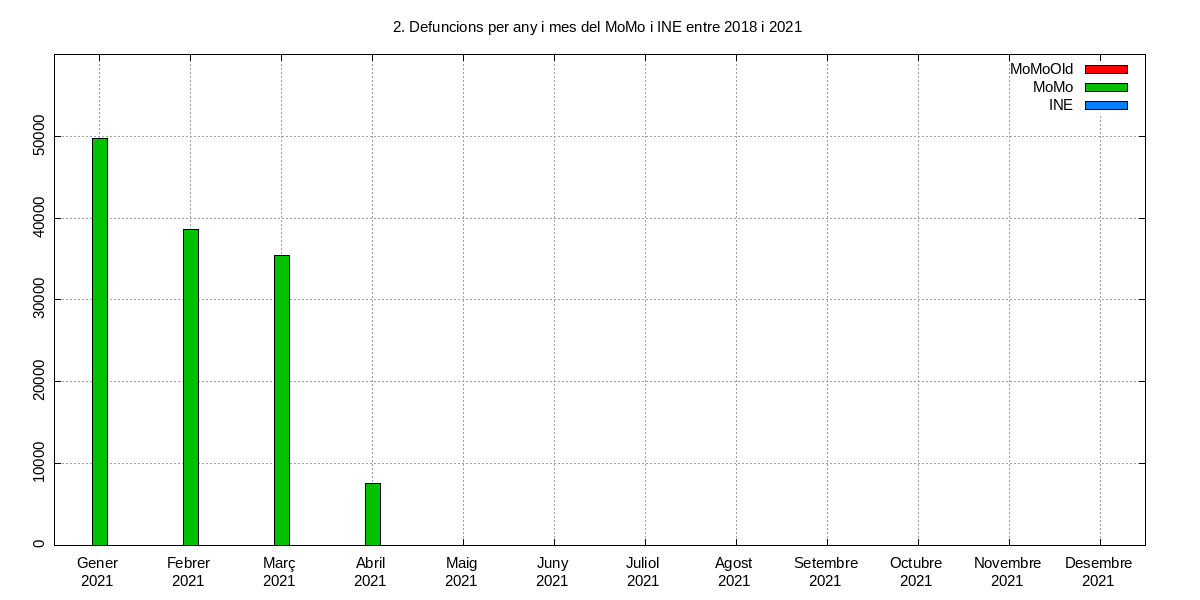 2. Defuncions per any i mes del MoMo i INE entre 2018 i 2021
MoMoOld
MoMo
INE
50000
40000
30000
20000
10000
0
Gener Febrer Març Abril Maig Juny Juliol Agost Setembre Octubre Novembre Desembre
2021 2021 2021 2021 2021 2021 2021 2021 2021 2021 2021 2021